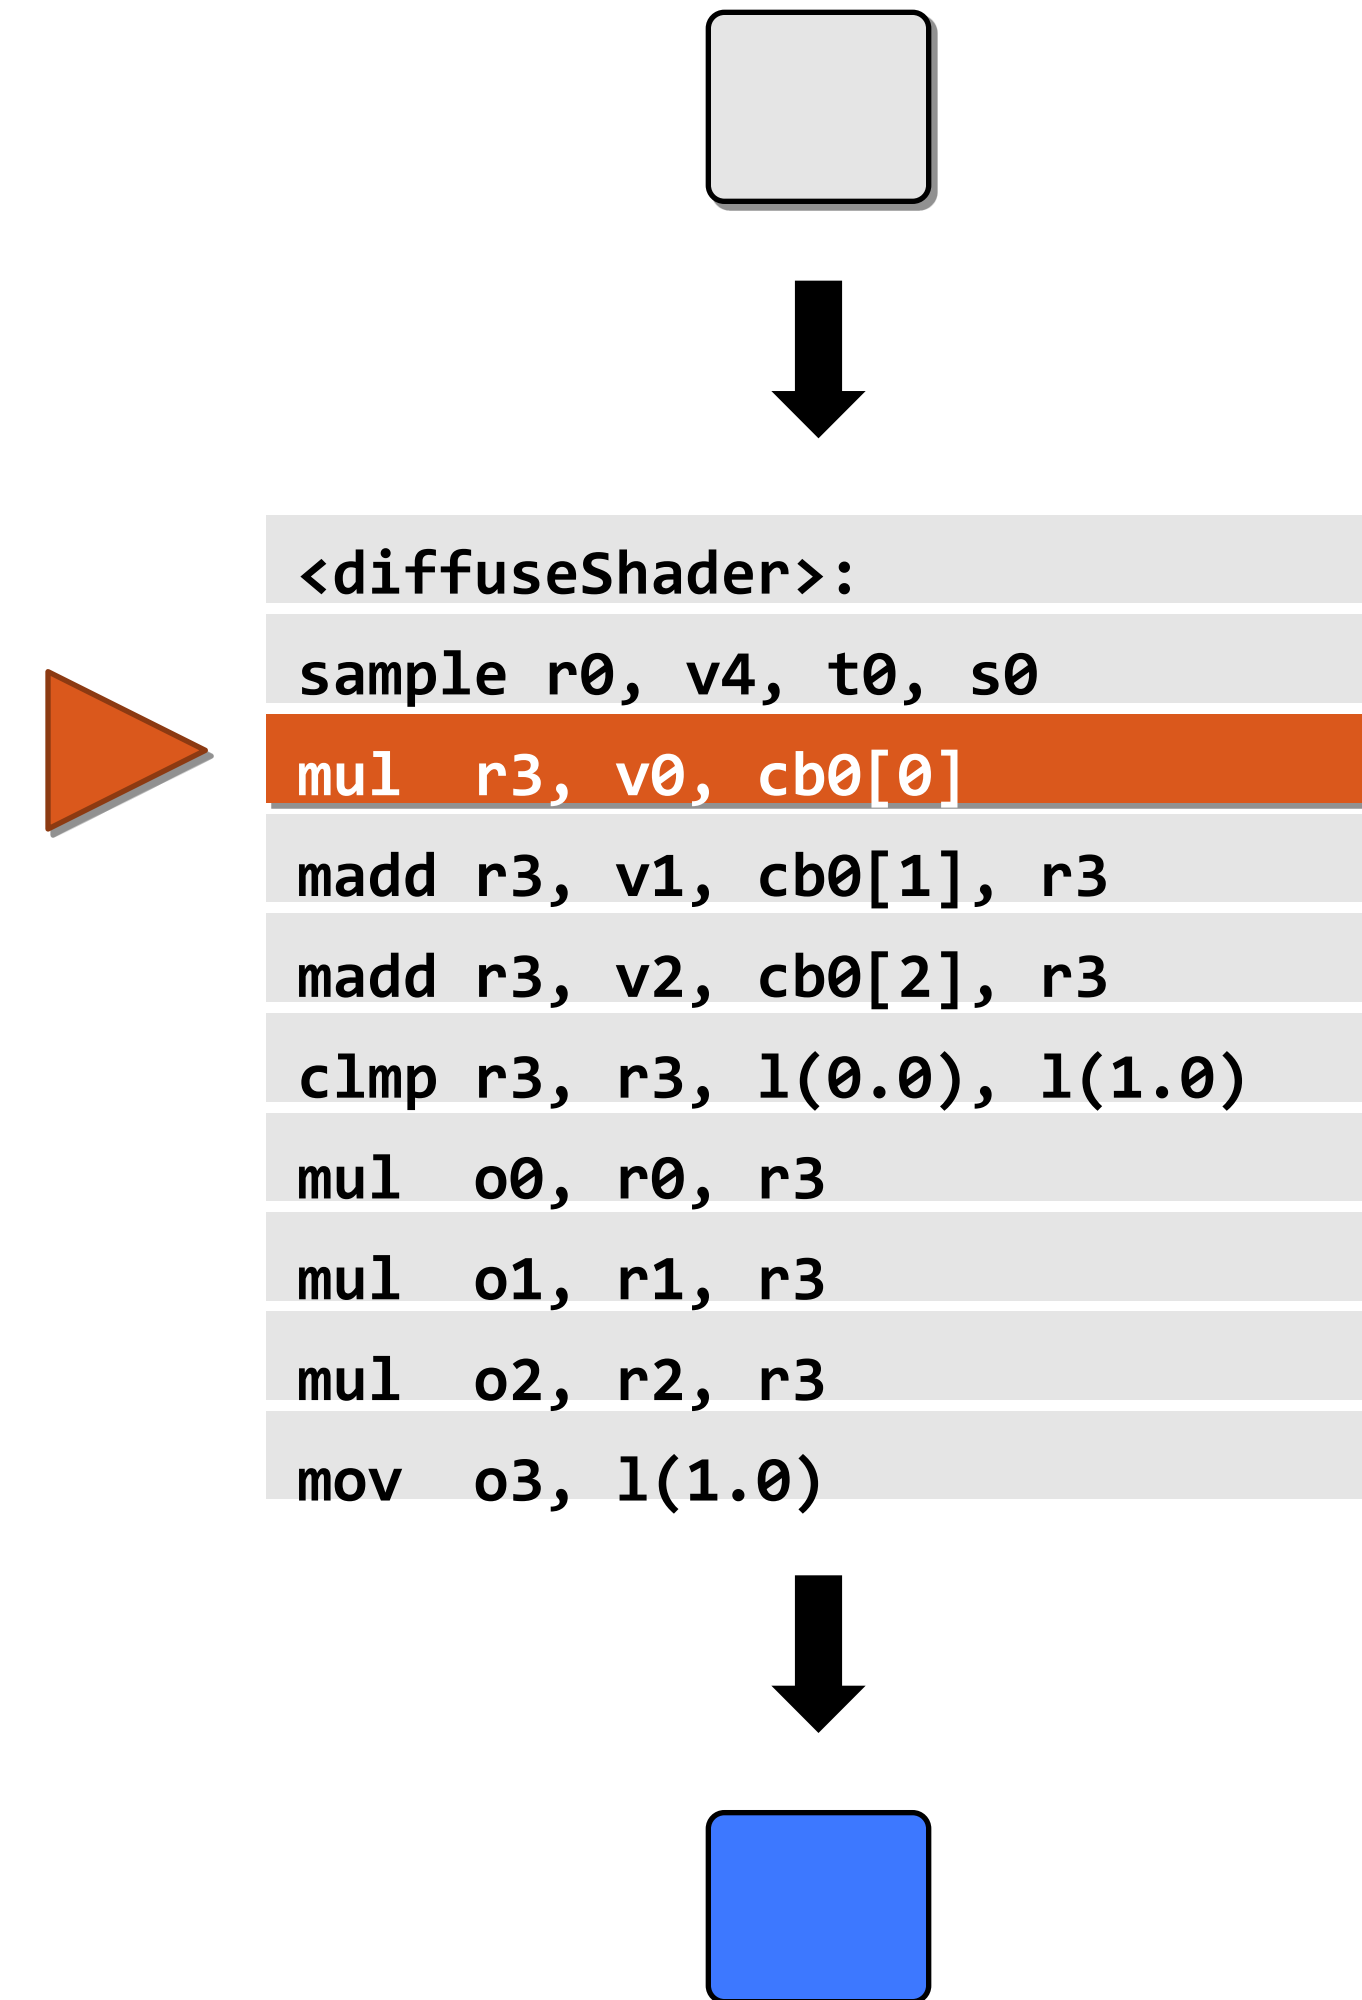 <diffuseShader>:
sample r0, v4, t0, s0
mul  r3, v0, cb0[0]
madd r3, v1, cb0[1], r3
madd r3, v2, cb0[2], r3
clmp r3, r3, l(0.0), l(1.0)
mul  o0, r0, r3
mul  o1, r1, r3
mul  o2, r2, r3
mov  o3, l(1.0)